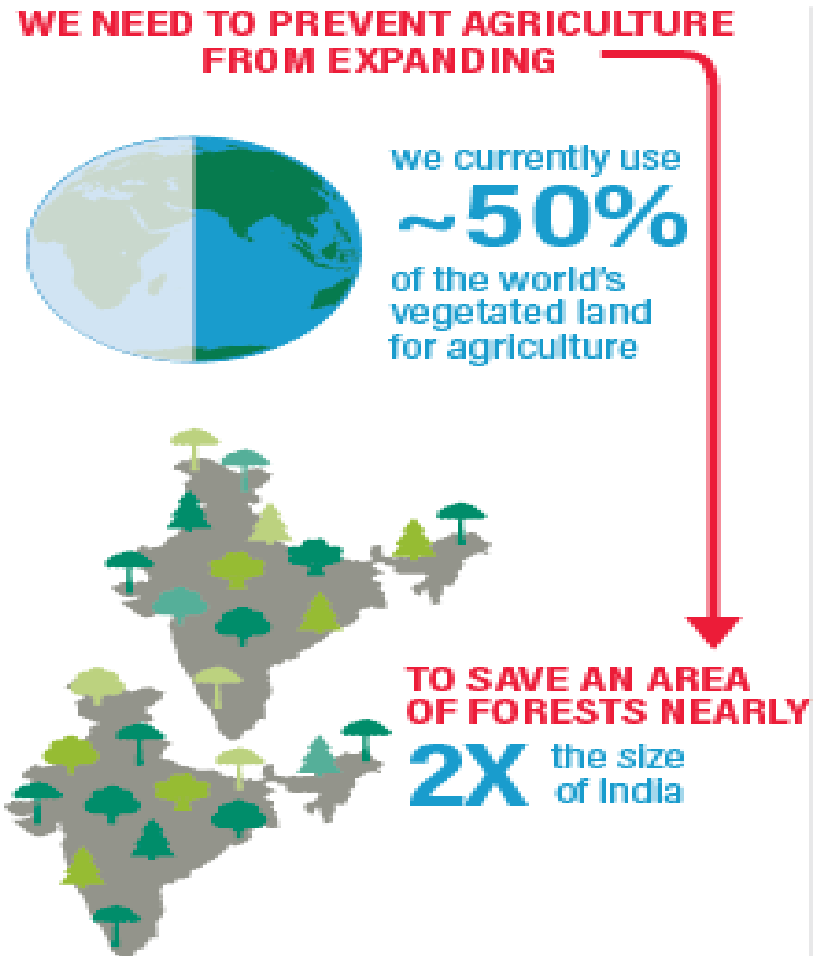 WE NEED TO PREVENT AGRICULTURE
FROM EXPANDING
we currently use
~50%
of the world's
vegetated land
for agriculture
TO SAVE AN AREA
OF FORESTS NEARLY
2X the size
of India